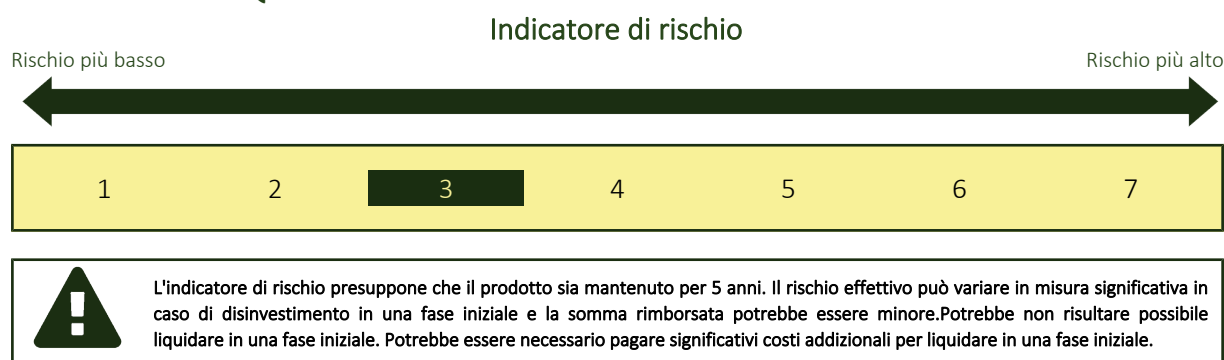 Indicatore di rischio
Rischio più basso
Rischio più alto
1 2 3 4 5 6 7
L'indicatore di rischio presuppone che il prodotto sia mantenuto per 5 anni. Il rischio effettivo può variare in misura significativa in
caso di disinvestimento in una fase iniziale e la somma rimborsata potrebbe essere minore.Potrebbe non risultare possibile
liquidare in una fase iniziale. Potrebbe essere necessario pagare significativi costi addizionali per liquidare in una fase iniziale.